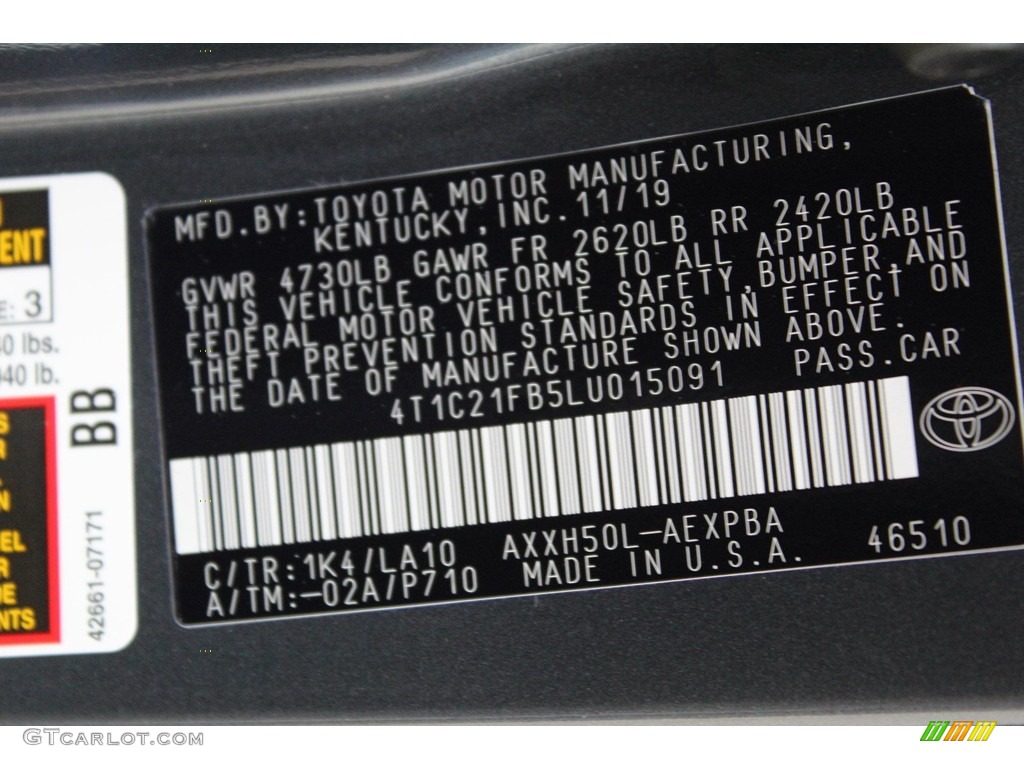 MFD.BY:TOYOTA MOTOR MANUFACTURING,
KENTUCKY,INC.11/19
GVWR 4730LB GAWR FR 2620LB RR 2420LB
THIS VEHICLE CONFORMS TO ALL APPLICABLE
FEDERAL MOTOR VEHICLE SAFETY,BUMPER,AND
THEFT PREVENTION STANDARDS IN EFFECT ON
THE DATE OF MANUFACTURE SHOWN ABOVE.
4T1C21FB5LU015091 PASS.CAR
C/TR:1K4/LA10 AXXH50L-AEXPBA 46510
A/TM:-02A/P710 MADE IN U.S.A.
3
lbs.
lb.
BB
42661-07171
GTcarlot.com